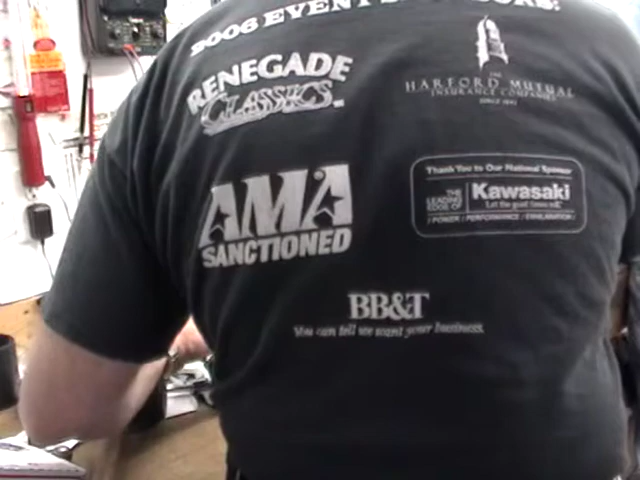 2006 EVENT SPONSORS:
RENEGADE
CLASSICS
THE
HARFORD MUTUAL
INSURANCE COMPANIES
SINCE 1842
AMA
SANCTIONED
Thank You to Our National Sponsor
THE
LEADING
EDGE OF
Kawasaki
Let the good times roll.
/ POWER / PERFORMANCE / EXHILARATION
BB&T
You can tell we want your business.